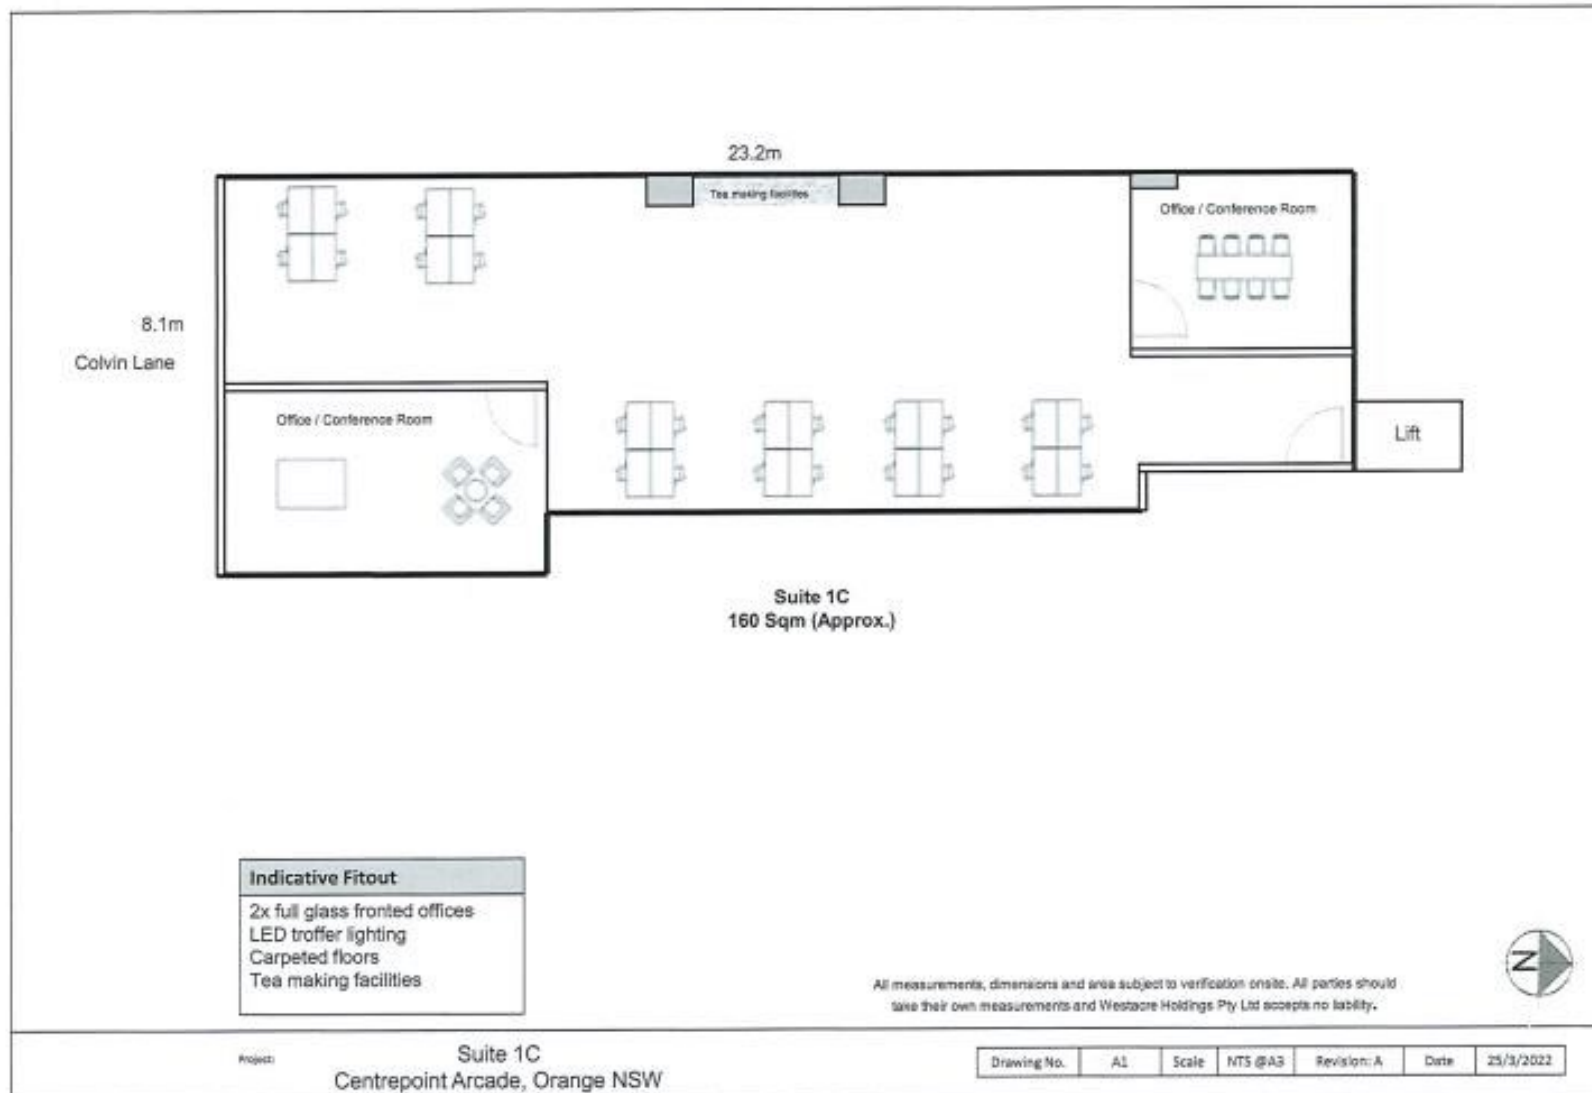 23.2m
Tea making facilities
Office / Conference Room
8.1m
Colvin Lane
Office / Conference Room
Lift
Suite 1C
160 Sqm (Approx.)
Indicative Fitout
2x full glass fronted offices
LED troffer lighting
Carpeted floors
Tea making facilities
N
All measurements, dimensions and area subject to verification onsite. All parties should
take their own measurements and Westacre Holdings Pty Ltd accepts no liability.
Project:
Suite 1C
Centrepoint Arcade, Orange NSW
Drawing No. A1 Scale NTS @A3 Revision: A Date 25/3/2022